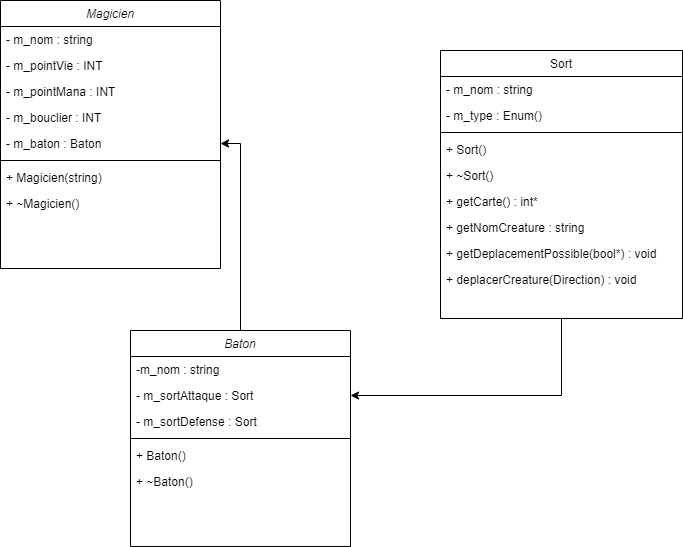 Magicien
- m_nom : string
- m_pointVie : INT
- m_pointMana : INT
- m_bouclier : INT
- m_baton : Baton
+ Magicien(string)
+ ~Magicien()
Sort
- m_nom : string
- m_type : Enum()
+ Sort()
+ ~Sort()
+ getCarte() : int*
+ getNomCreature : string
+ getDeplacementPossible(bool*) : void
+ deplacerCreature(Direction) : void
Baton
-m_nom : string
- m_sortAttaque : Sort
- m_sortDefense : Sort
+ Baton()
+ ~Baton()